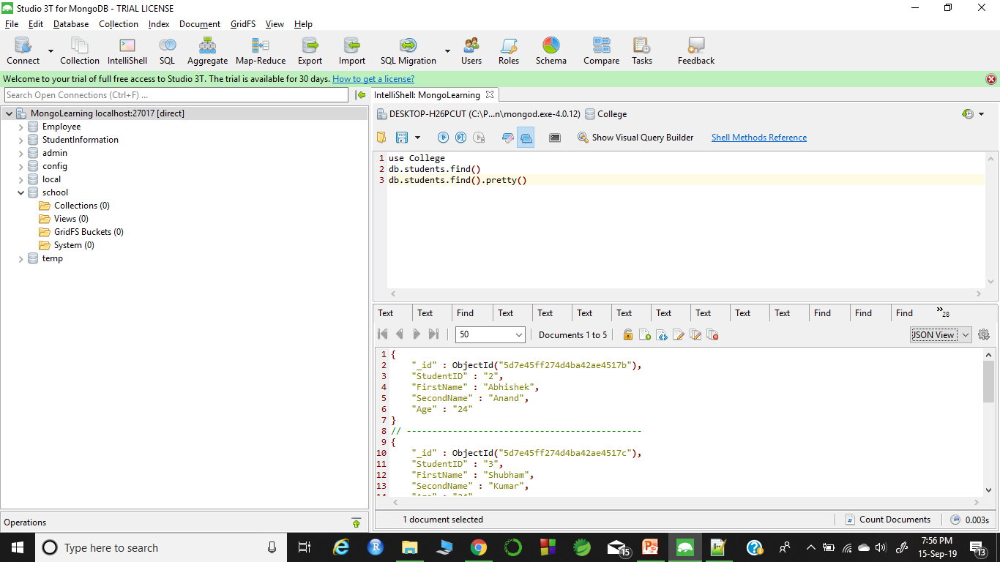 Studio 3T for MongoDB - TRIAL LICENSE
File Edit Database Collection Index Document GridFS View Help
Connect Collection IntelliShell SQL Aggregate Map-Reduce Export Import SQL Migration Users Roles Schema Compare Tasks Feedback
Welcome to your trial of full free access to Studio 3T. The trial is available for 30 days. How to get a license?
Search Open Connections (Ctrl+F) ...
MongoLearning localhost:27017 [direct]
Employee
StudentInformation
admin
config
local
school
Collections (0)
Views (0)
GridFS Buckets (0)
System (0)
temp
Operations
IntelliShell: MongoLearning
DESKTOP-H26PCUT (C:\P...n\mongod.exe-4.0.12) College
Show Visual Query Builder Shell Methods Reference
1 use College
2 db.students.find()
3 db.students.find().pretty()
Text Text Find Text Text Text Text Text Text Text Text Find Find Find »28
50 Documents 1 to 5 JSON View
1 {
2 "_id" : ObjectId("5d7e45ff274d4ba42ae4517b"),
3 "StudentID" : "2",
4 "FirstName" : "Abhishek",
5 "SecondName" : "Anand",
6 "Age" : "24"
7 }
8 // ----------------------------------------------
9 {
10 "_id" : ObjectId("5d7e45ff274d4ba42ae4517c"),
11 "StudentID" : "3",
12 "FirstName" : "Shubham",
13 "SecondName" : "Kumar",
14 "Age" : "24"
1 document selected Count Documents 0.003s
Type here to search
15
7:56 PM
15-Sep-19
13